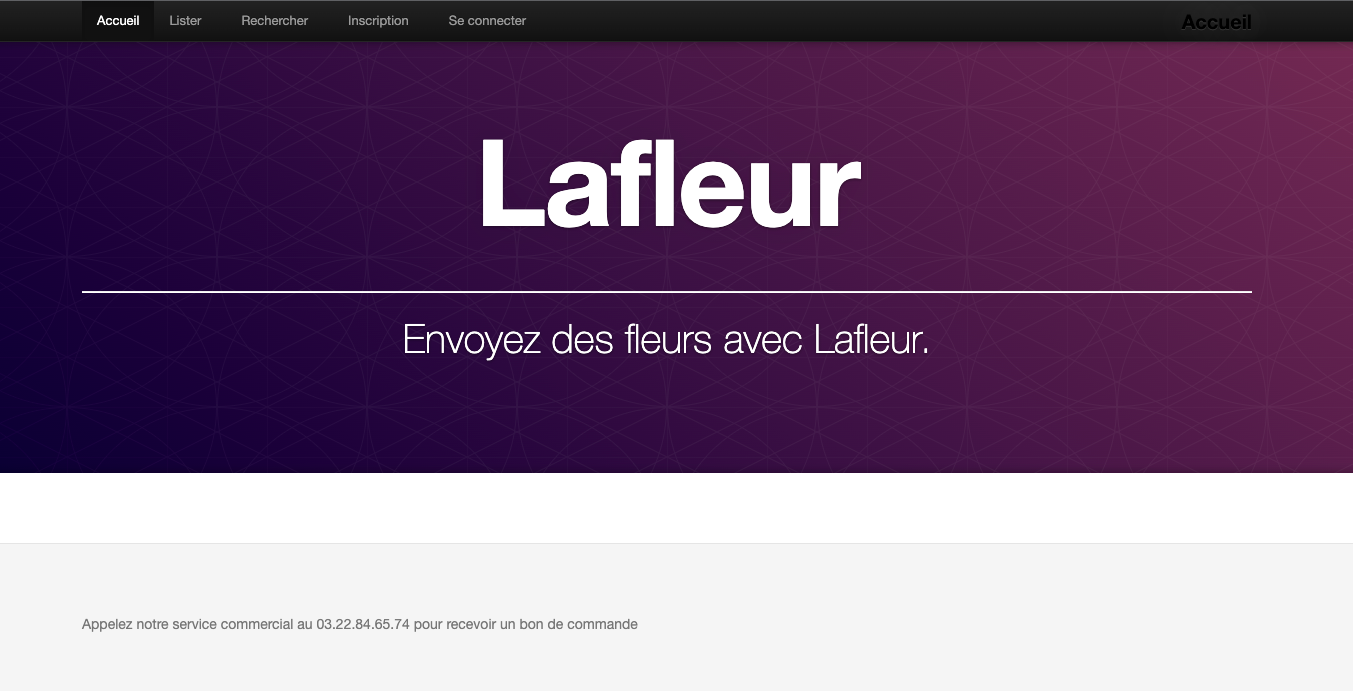 Accueil Lister Rechercher Inscription Se connecter Accueil
Lafleur
Envoyez des fleurs avec Lafleur.
Appelez notre service commercial au 03.22.84.65.74 pour recevoir un bon de commande